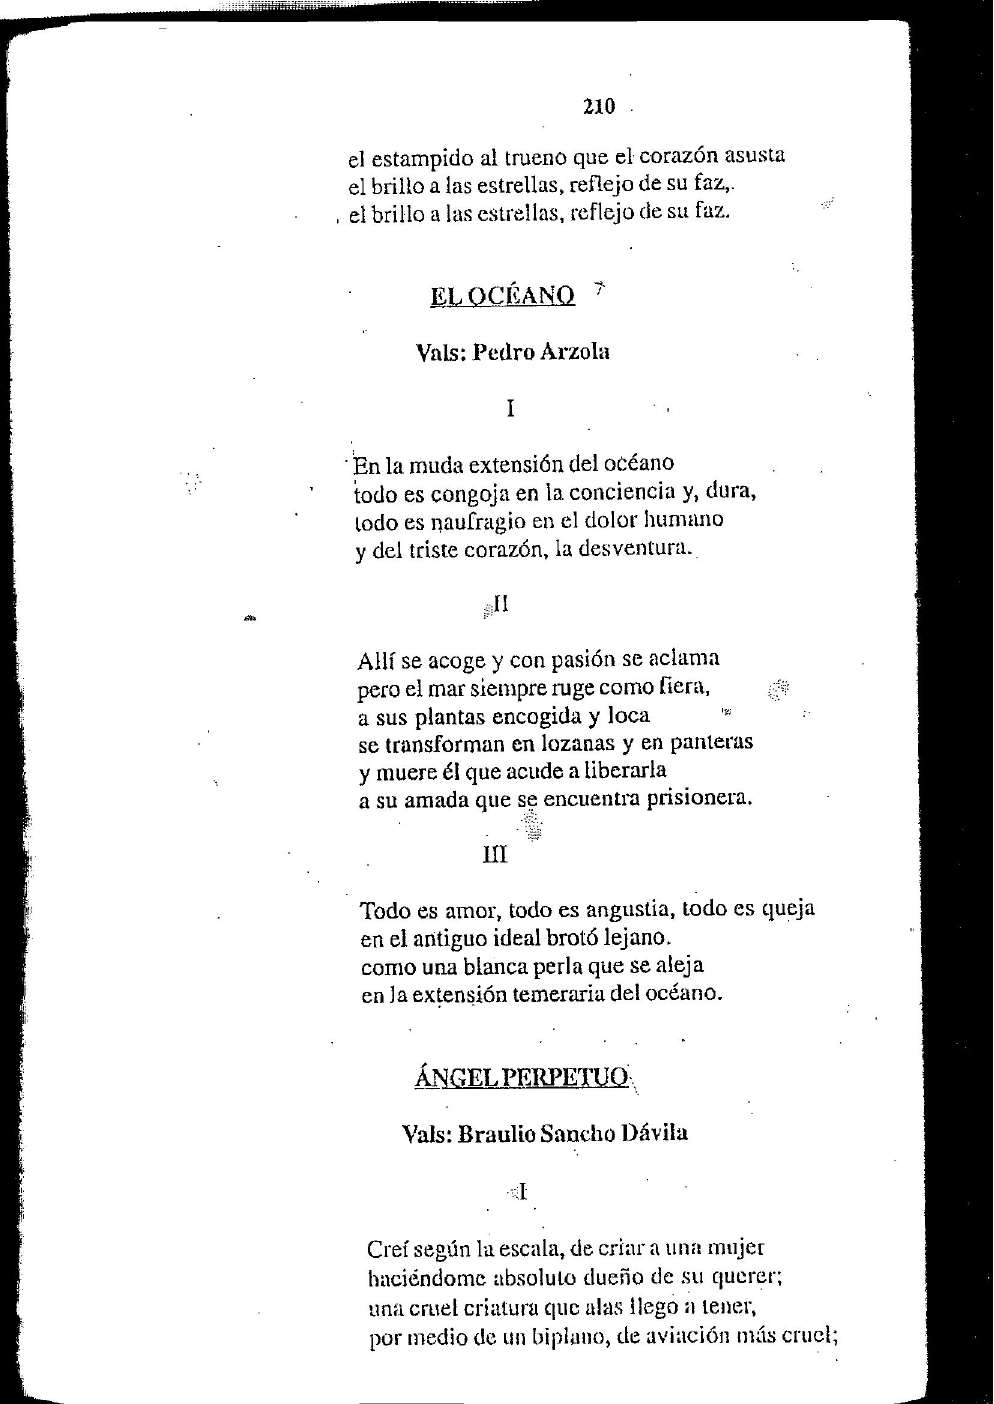 210
el estampido al trueno que el corazón asusta
el brillo a las estrellas, reflejo de su faz,.
el brillo a las estrellas, reflejo de su faz.
EL OCÉANO
Vals: Pedro Arzola
I
En la muda extensión del océano
todo es congoja en la conciencia y, dura,
todo es naufragio en el dolor humano
y del triste corazón, la desventura.
II
Allí se acoge y con pasión se aclama
pero el mar siempre ruge como fiera,
a sus plantas encogida y loca
se transforman en lozanas y en panteras
y muere él que acude a liberarla
a su amada que se encuentra prisionera.
III
Todo es amor, todo es angustia, todo es queja
en el antiguo ideal brotó lejano.
como una blanca perla que se aleja
en la extensión temeraria del océano.
ÁNGEL PERPETUO
Vals: Braulio Sancho Dávila
I
Creí según la escala, de criar a una mujer
haciéndome absoluto dueño de su querer;
una cruel criatura que alas llego a tener,
por medio de un biplano, de aviación más cruel;